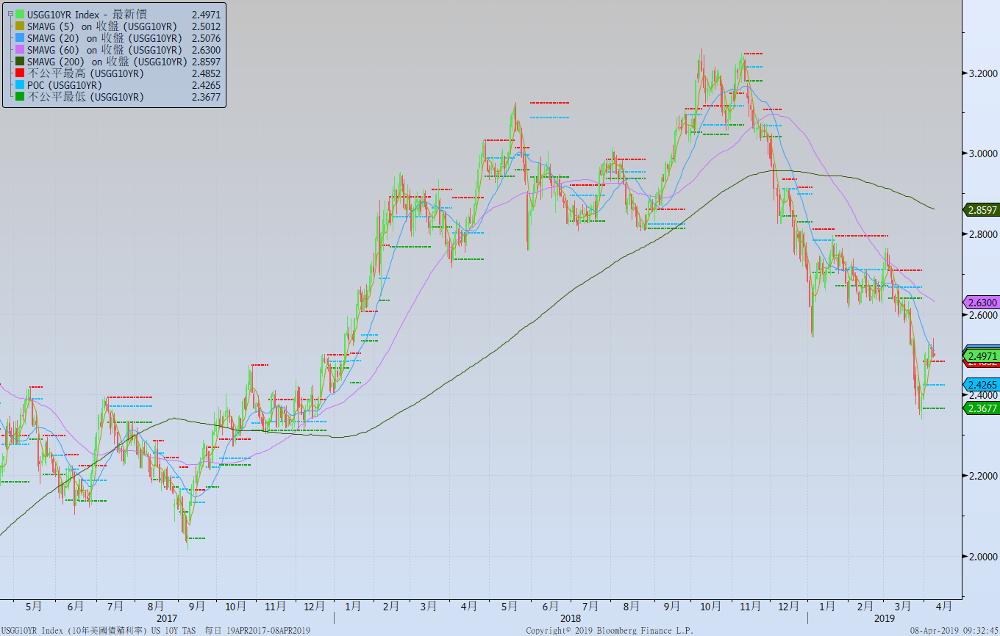 USGG10YR Index - 最新價 2.4971
SMAVG (5) on 收盤 (USGG10YR) 2.5012
SMAVG (20) on 收盤 (USGG10YR) 2.5076
SMAVG (60) on 收盤 (USGG10YR) 2.6300
SMAVG (200) on 收盤 (USGG10YR) 2.8597
不公平最高 (USGG10YR) 2.4852
POC (USGG10YR) 2.4265
不公平最低 (USGG10YR) 2.3677
3.2000
3.0000
2.8597
2.8000
2.6300
2.6000
2.4971
2.4852
2.4265
2.4000
2.3677
2.2000
2.0000
5月 6月 7月 8月 9月 10月 11月 12月 1月 2月 3月 4月 5月 6月 7月 8月 9月 10月 11月 12月 1月 2月 3月 4月
2017 2018 2019
USGG10YR Index (10年美國債殖利率) US 10Y TAS 每日 19APR2017-08APR2019 Copyright© 2019 Bloomberg Finance L.P. 08-Apr-2019 09:32:45